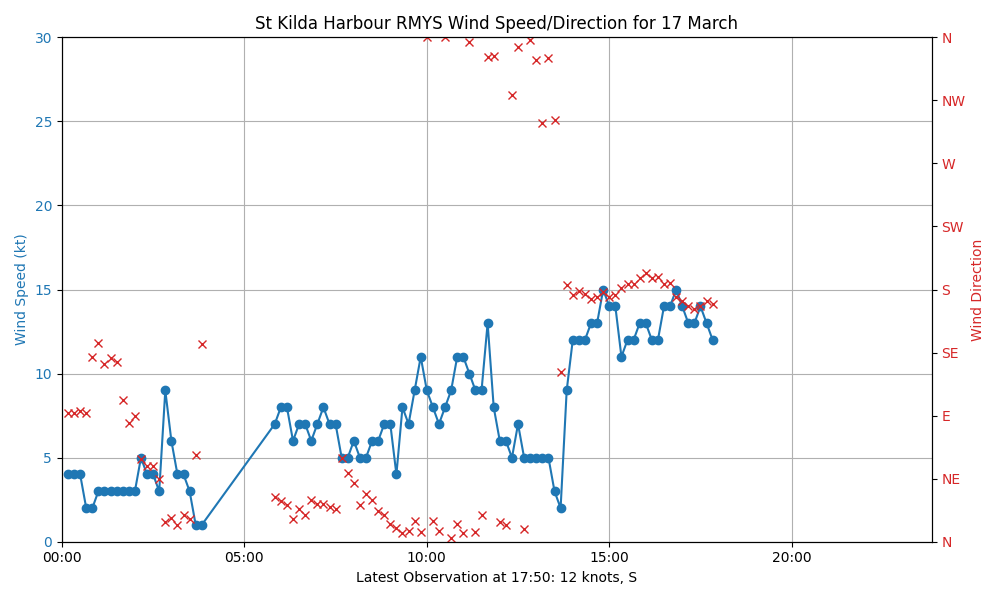 St Kilda Harbour RMYS Wind Speed/Direction for 17 March
Wind Speed (kt)
30
25
20
15
10
5
0
N
NW
W
SW
S
SE
E
NE
N
Wind Direction
00:00
05:00
10:00
15:00
20:00
Latest Observation at 17:50: 12 knots, S